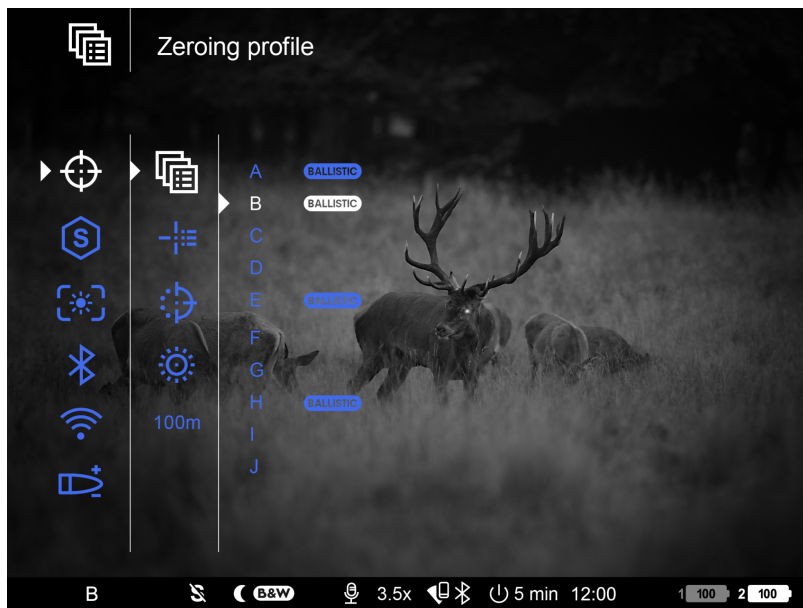 Zeroing profile
A BALLISTIC
B BALLISTIC
C
S
D
E BALLISTIC
F
G
H BALLISTIC
100m
I
J
B S B&W 3.5x 5 min 12:00 1 100 2 100